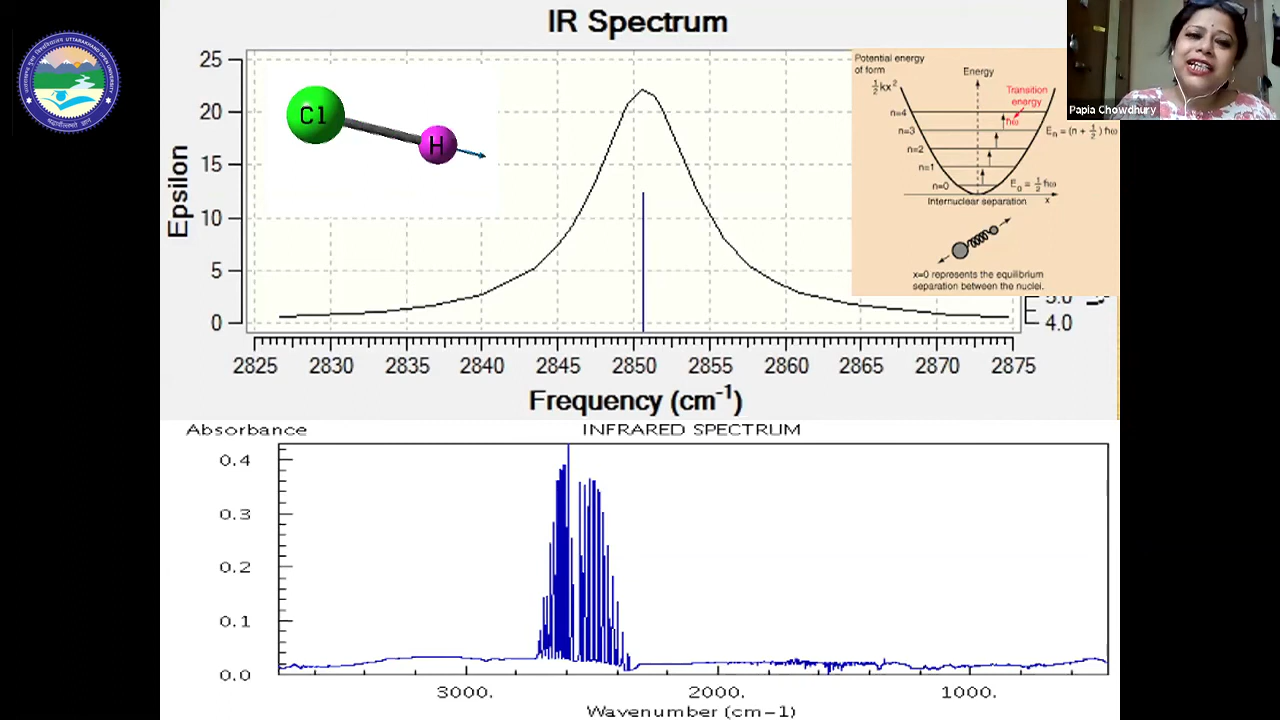 IR Spectrum
Epsilon
25
20
15
10
5
0
Cl
H
2825 2830 2835 2840 2845 2850 2855 2860 2865 2870 2875
Frequency (cm-1)
Potential energy
of form
½kx²
Energy
Transition
energy
ħω
n=4
n=3
n=2
n=1
n=0
En = (n + ½) ħω
E0 = ½ ħω
Internuclear separation
x
x=0 represents the equilibrium
separation between the nuclei.
4.0
Papia Chowdhury
Absorbance
INFRARED SPECTRUM
0.4
0.3
0.2
0.1
0.0
3000. 2000. 1000.
Wavenumber (cm-1)